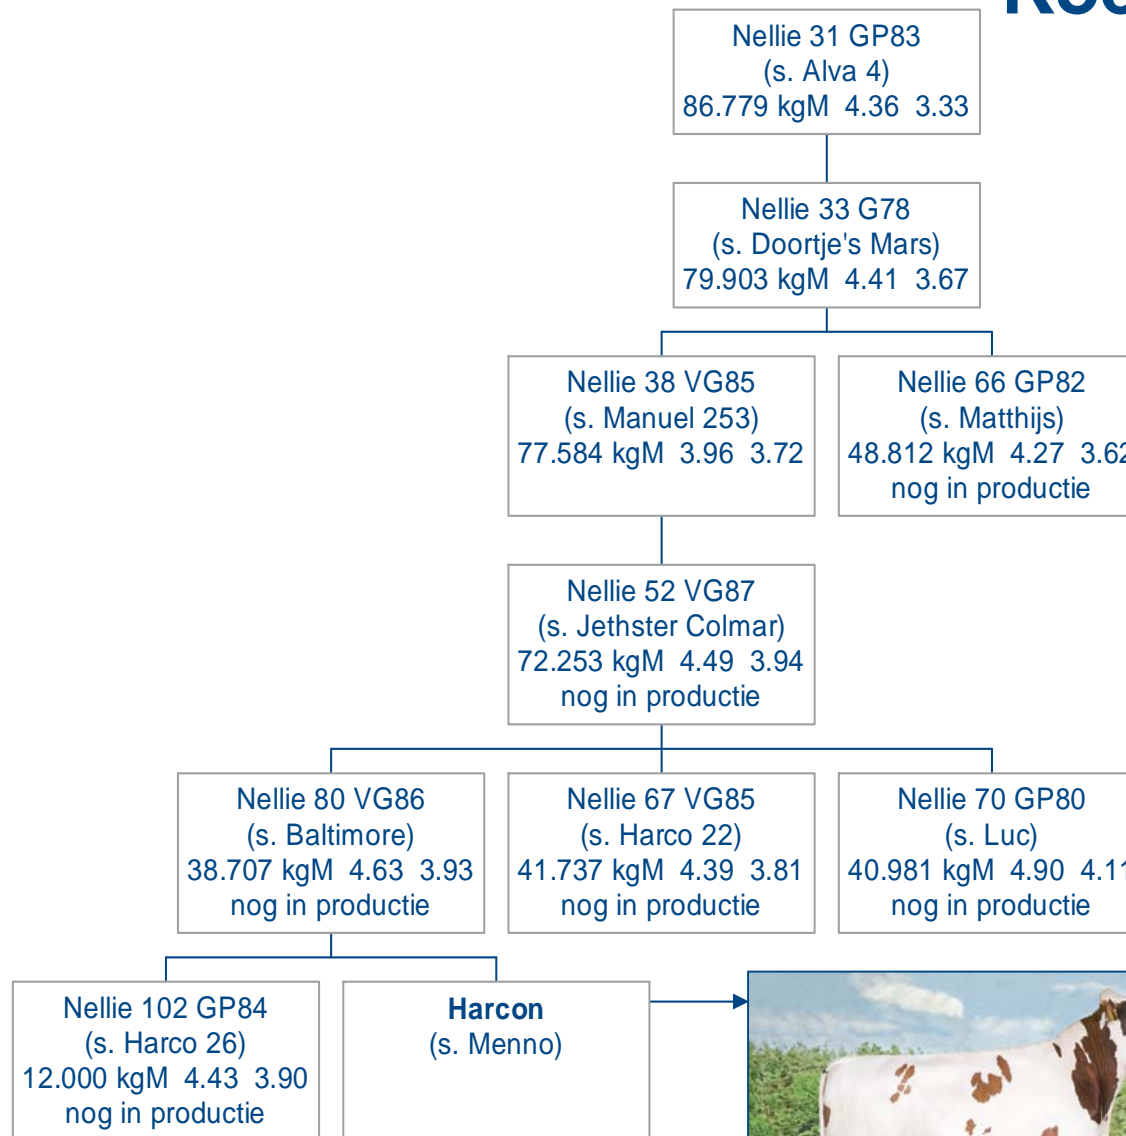 Nellie 31 GP83
(s. Alva 4)
86.779 kgM 4.36 3.33
Nellie 33 G78
(s. Doortje's Mars)
79.903 kgM 4.41 3.67
Nellie 38 VG85
(s. Manuel 253)
77.584 kgM 3.96 3.72
Nellie 66 GP82
(s. Matthijs)
48.812 kgM 4.27 3.62
nog in productie
Nellie 52 VG87
(s. Jethster Colmar)
72.253 kgM 4.49 3.94
nog in productie
Nellie 80 VG86
(s. Baltimore)
38.707 kgM 4.63 3.93
nog in productie
Nellie 67 VG85
(s. Harco 22)
41.737 kgM 4.39 3.81
nog in productie
Nellie 70 GP80
(s. Luc)
40.981 kgM 4.90 4.11
nog in productie
Nellie 102 GP84
(s. Harco 26)
12.000 kgM 4.43 3.90
nog in productie
Harcon
(s. Menno)